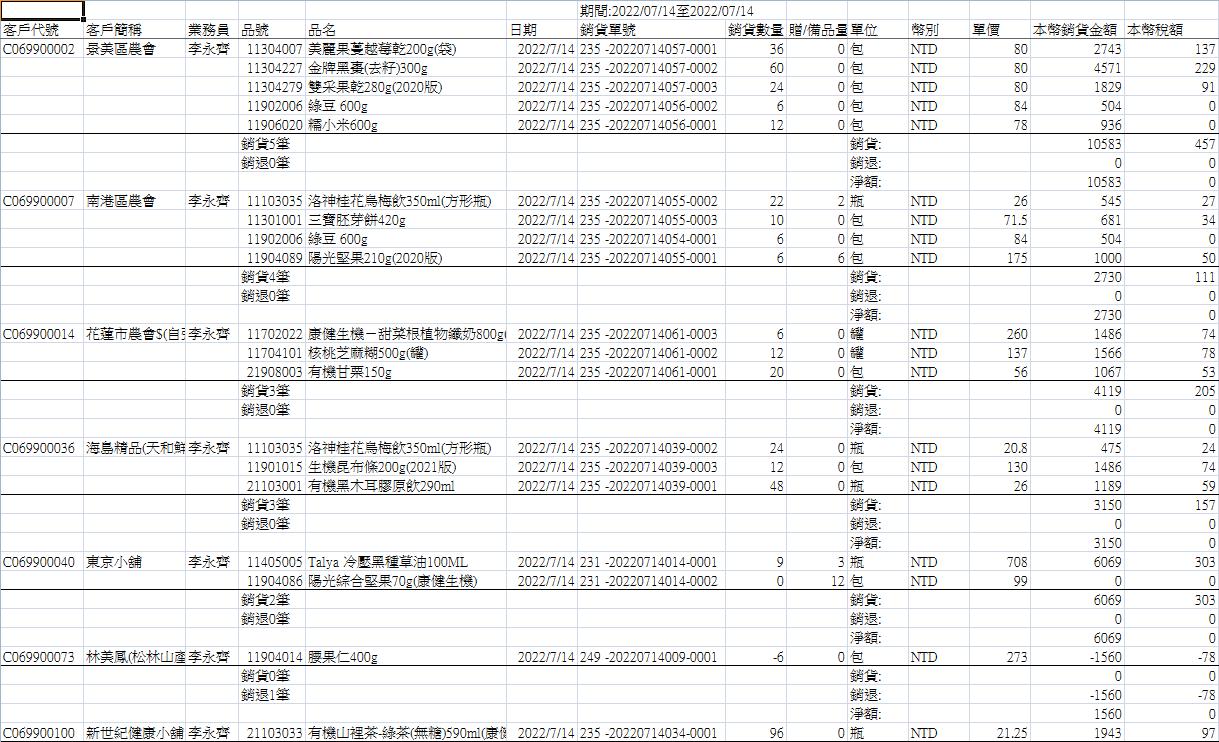 期間:2022/07/14至2022/07/14
客戶代號 客戶簡稱 業務員 品號 品名 日期 銷貨單號 銷貨數量 贈/備品量 單位 幣別 單價 本幣銷貨金額 本幣稅額
C069900002 景美區農會 李永齊 11304007 美麗果蔓越莓乾200g(袋) 2022/7/14 235 -20220714057-0001 36 0 包 NTD 80 2743 137
11304227 金牌黑棗(去籽)300g 2022/7/14 235 -20220714057-0002 60 0 包 NTD 80 4571 229
11304279 雙采果乾280g(2020版) 2022/7/14 235 -20220714057-0003 24 0 包 NTD 80 1829 91
11902006 綠豆 600g 2022/7/14 235 -20220714056-0002 6 0 包 NTD 84 504 0
11906020 糯小米600g 2022/7/14 235 -20220714056-0001 12 0 包 NTD 78 936 0
銷貨5筆 銷貨: 10583 457
銷退0筆 銷退: 0 0
淨額: 10583 0
C069900007 南港區農會 李永齊 11103035 洛神桂花烏梅飲350ml(方形瓶) 2022/7/14 235 -20220714055-0002 22 2 瓶 NTD 26 545 27
11301001 三寶胚芽餅420g 2022/7/14 235 -20220714055-0003 10 0 包 NTD 71.5 681 34
11902006 綠豆 600g 2022/7/14 235 -20220714054-0001 6 0 包 NTD 84 504 0
11904089 陽光堅果210g(2020版) 2022/7/14 235 -20220714055-0001 6 6 包 NTD 175 1000 50
銷貨4筆 銷貨: 2730 111
銷退0筆 銷退: 0 0
淨額: 2730 0
C069900014 花蓮市農會$(自 李永齊 11702022 康健生機－甜菜根植物纖奶800g( 2022/7/14 235 -20220714061-0003 6 0 罐 NTD 260 1486 74
11704101 核桃芝麻糊500g(罐) 2022/7/14 235 -20220714061-0002 12 0 罐 NTD 137 1566 78
21908003 有機甘栗150g 2022/7/14 235 -20220714061-0001 20 0 包 NTD 56 1067 53
銷貨3筆 銷貨: 4119 205
銷退0筆 銷退: 0 0
淨額: 4119 0
C069900036 海島精品(天和鮮 李永齊 11103035 洛神桂花烏梅飲350ml(方形瓶) 2022/7/14 235 -20220714039-0002 24 0 瓶 NTD 20.8 475 24
11901015 生機昆布條200g(2021版) 2022/7/14 235 -20220714039-0003 12 0 包 NTD 130 1486 74
21103001 有機黑木耳膠原飲290ml 2022/7/14 235 -20220714039-0001 48 0 瓶 NTD 26 1189 59
銷貨3筆 銷貨: 3150 157
銷退0筆 銷退: 0 0
淨額: 3150 0
C069900040 東京小舖 李永齊 11405005 Talya 冷壓黑種草油100ML 2022/7/14 231 -20220714014-0001 9 3 瓶 NTD 708 6069 303
11904086 陽光綜合堅果70g(康健生機) 2022/7/14 231 -20220714014-0002 0 12 包 NTD 99 0 0
銷貨2筆 銷貨: 6069 303
銷退0筆 銷退: 0 0
淨額: 6069 0
C069900073 林美鳳(松林山產 李永齊 11904014 腰果仁400g 2022/7/14 249 -20220714009-0001 -6 0 包 NTD 273 -1560 -78
銷貨0筆 銷貨: 0 0
銷退1筆 銷退: -1560 -78
淨額: 1560 0
C069900100 新世紀健康小舖 李永齊 21103033 有機山裡茶-綠茶(無糖)590ml(康健 2022/7/14 235 -20220714034-0001 96 0 瓶 NTD 21.25 1943 97